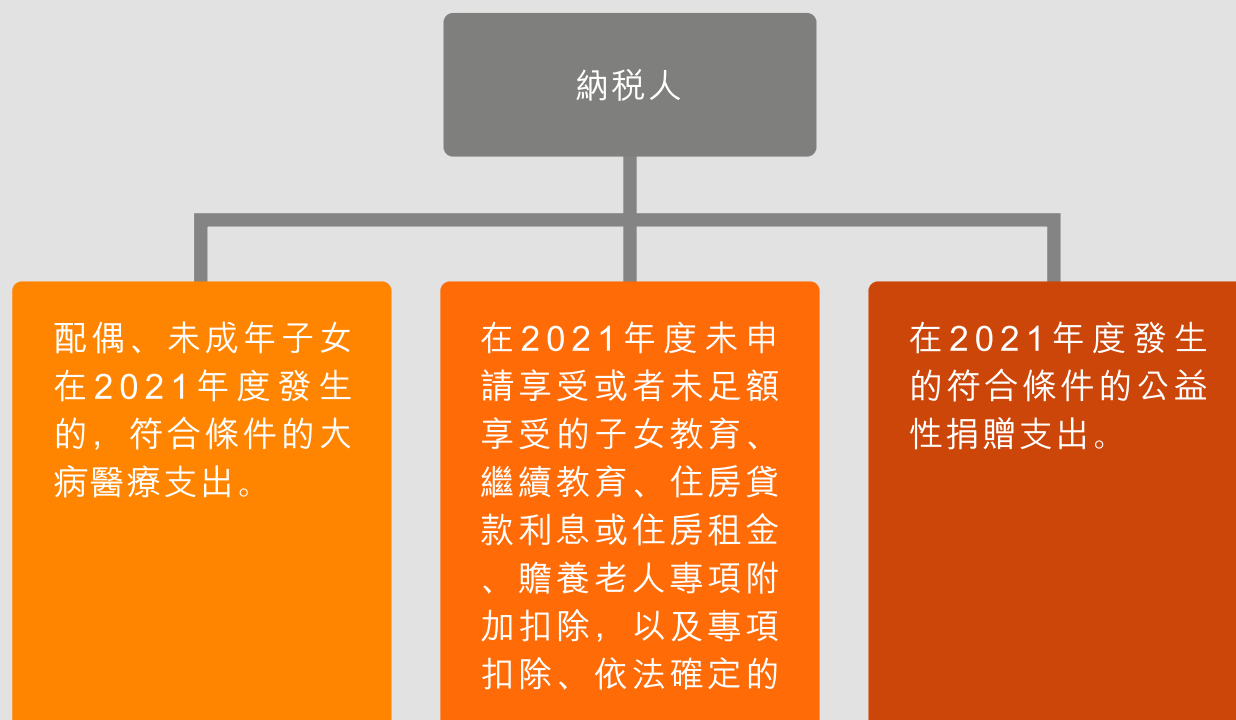 納税人
配偶、未成年子女
在2021年度發生
的，符合條件的大
病醫療支出。
在2021年度未申
請享受或者未足額
享受的子女教育、
繼續教育、住房貸
款利息或住房租金
、贍養老人專項附
加扣除，以及專項
扣除、依法確定的
在2021年度發生
的符合條件的公益
性捐贈支出。